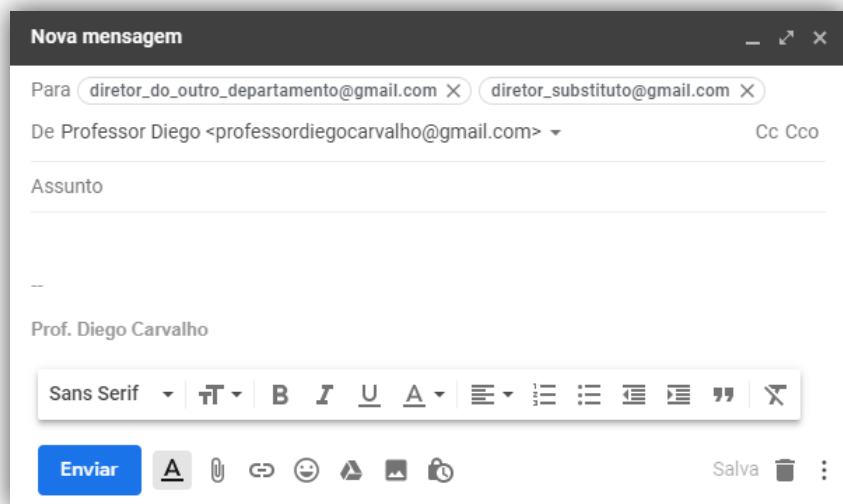 Nova mensagem
Para diretor_do_outro_departamento@gmail.com diretor_substituto@gmail.com
De Professor Diego <professordiegocarvalho@gmail.com> Cc Cco
Assunto
--
Prof. Diego Carvalho
Sans Serif
Enviar Salva